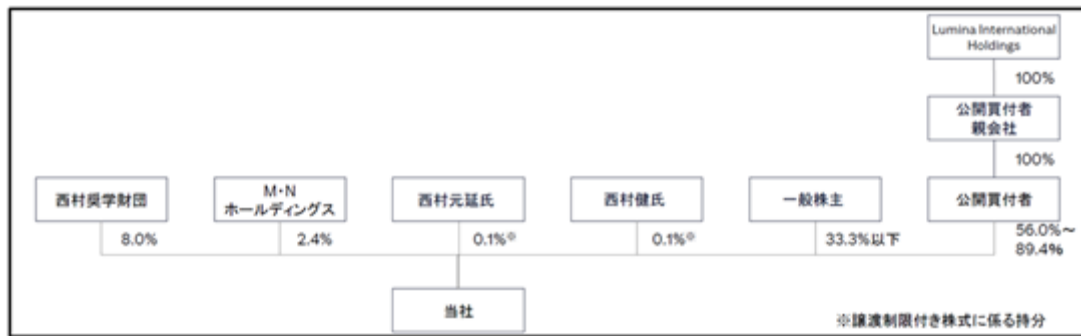 Lumina International
Holdings
100%
公開買付者
親会社
100%
西村奨学財団
M・N
ホールディングス
西村元延氏
西村健氏
一般株主
公開買付者
8.0%
2.4%
0.1%※
0.1%※
33.3%以下
56.0%～
89.4%
当社
※譲渡制限付き株式に係る持分